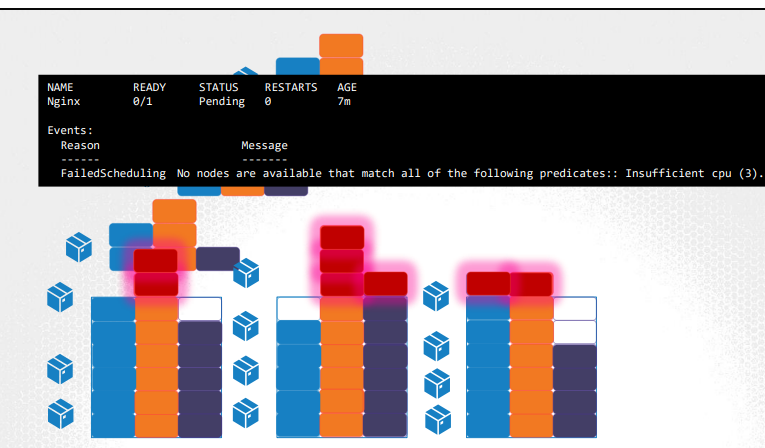 NAME READY STATUS RESTARTS AGE
Nginx 0/1 Pending 0 7m
Events:
Reason Message
------ -------
FailedScheduling No nodes are available that match all of the following predicates:: Insufficient cpu (3).